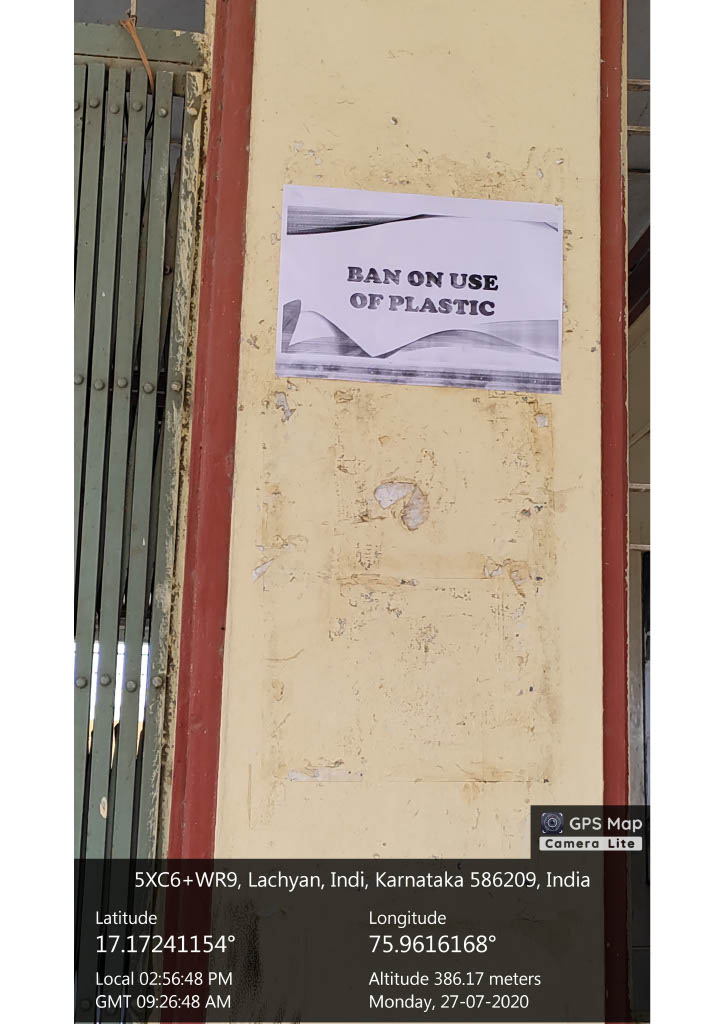 BAN ON USE
OF PLASTIC
GPS Map
Camera Lite
5XC6+WR9, Lachyan, Indi, Karnataka 586209, India
Latitude
17.17241154°
Longitude
75.9616168°
Local 02:56:48 PM
GMT 09:26:48 AM
Altitude 386.17 meters
Monday, 27-07-2020